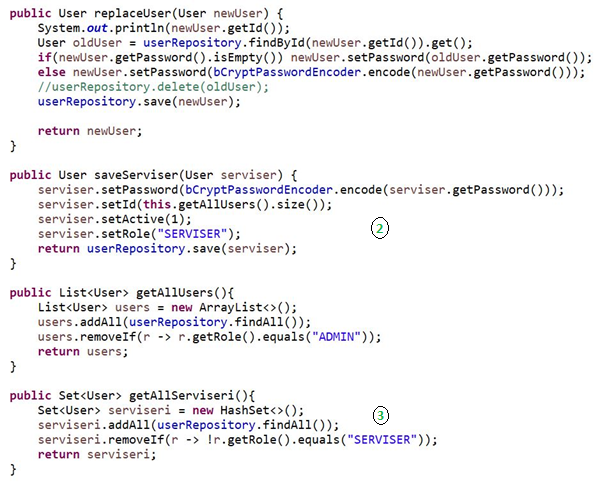 public User replaceUser(User newUser) {
    System.out.println(newUser.getId());
    User oldUser = userRepository.findById(newUser.getId()).get();
    if(newUser.getPassword().isEmpty()) newUser.setPassword(oldUser.getPassword());
    else newUser.setPassword(bCryptPasswordEncoder.encode(newUser.getPassword()));
    //userRepository.delete(oldUser);
    userRepository.save(newUser);

    return newUser;
}

public User saveServiser(User serviser) {
    serviser.setPassword(bCryptPasswordEncoder.encode(serviser.getPassword()));
    serviser.setId(this.getAllUsers().size());
    serviser.setActive(1);
    serviser.setRole("SERVISER");
2
    return userRepository.save(serviser);
}

public List<User> getAllUsers(){
    List<User> users = new ArrayList<>();
    users.addAll(userRepository.findAll());
    users.removeIf(r -> r.getRole().equals("ADMIN"));
    return users;
}

public Set<User> getAllServiseri(){
    Set<User> serviseri = new HashSet<>();
3
    serviseri.addAll(userRepository.findAll());
    serviseri.removeIf(r -> !r.getRole().equals("SERVISER"));
    return serviseri;
}